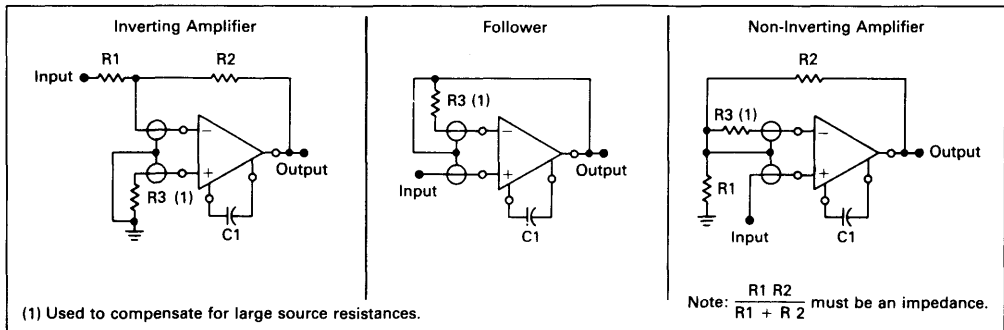 Inverting Amplifier
R1
R2
Input
−
+
Output
R3 (1)
C1
Follower
R3 (1)
−
+
Input
Output
C1
Non-Inverting Amplifier
R2
R3 (1)
−
+
Output
R1
Input
C1
(1) Used to compensate for large source resistances.
Note: R1 R2 / R1 + R 2 must be an impedance.